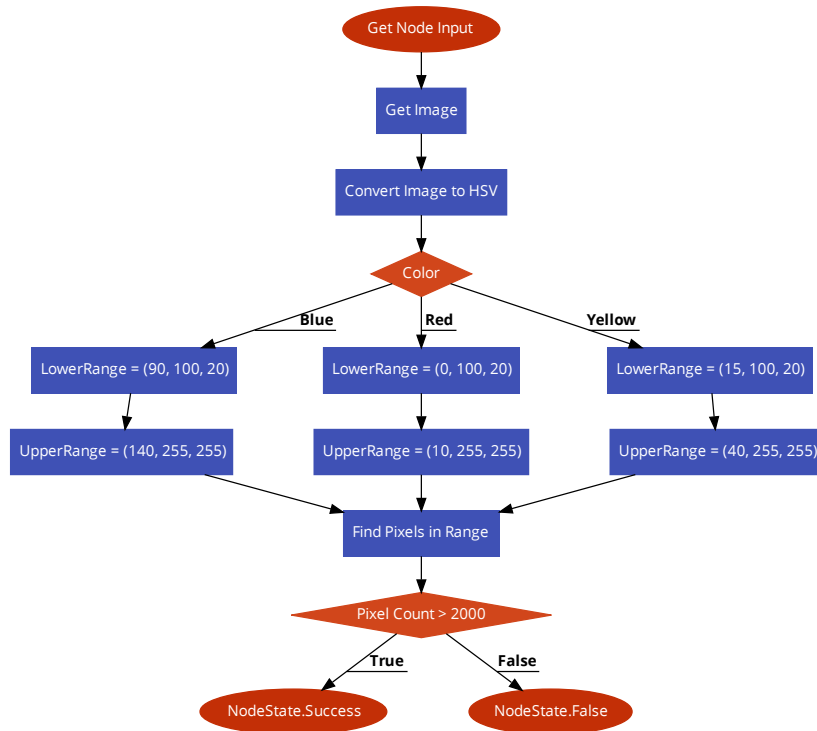 Get Node Input
Get Image
Convert Image to HSV
Color
Blue
Red
Yellow
LowerRange = (90, 100, 20)
LowerRange = (0, 100, 20)
LowerRange = (15, 100, 20)
UpperRange = (140, 255, 255)
UpperRange = (10, 255, 255)
UpperRange = (40, 255, 255)
Find Pixels in Range
Pixel Count > 2000
True
False
NodeState.Success
NodeState.False